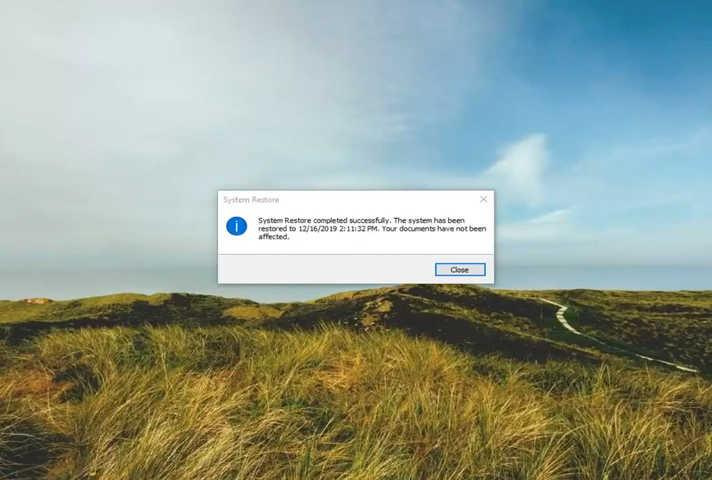 System Restore
System Restore completed successfully. The system has been
restored to 12/16/2019 2:11:32 PM. Your documents have not been
affected.
Close